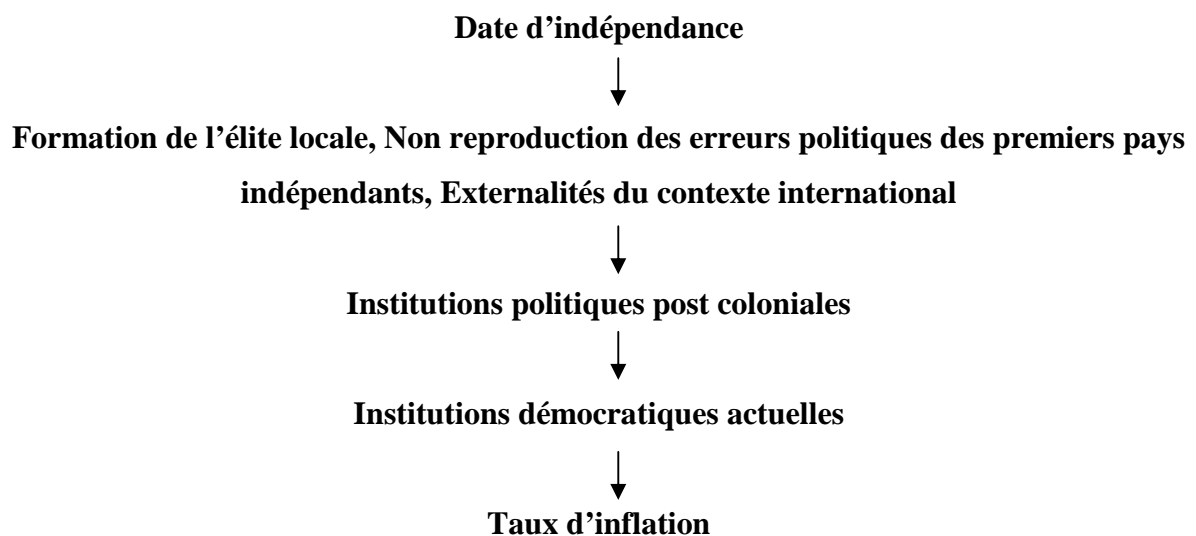 Date d’indépendance
Formation de l’élite locale, Non reproduction des erreurs politiques des premiers pays
indépendants, Externalités du contexte international
Institutions politiques post coloniales
Institutions démocratiques actuelles
Taux d’inflation